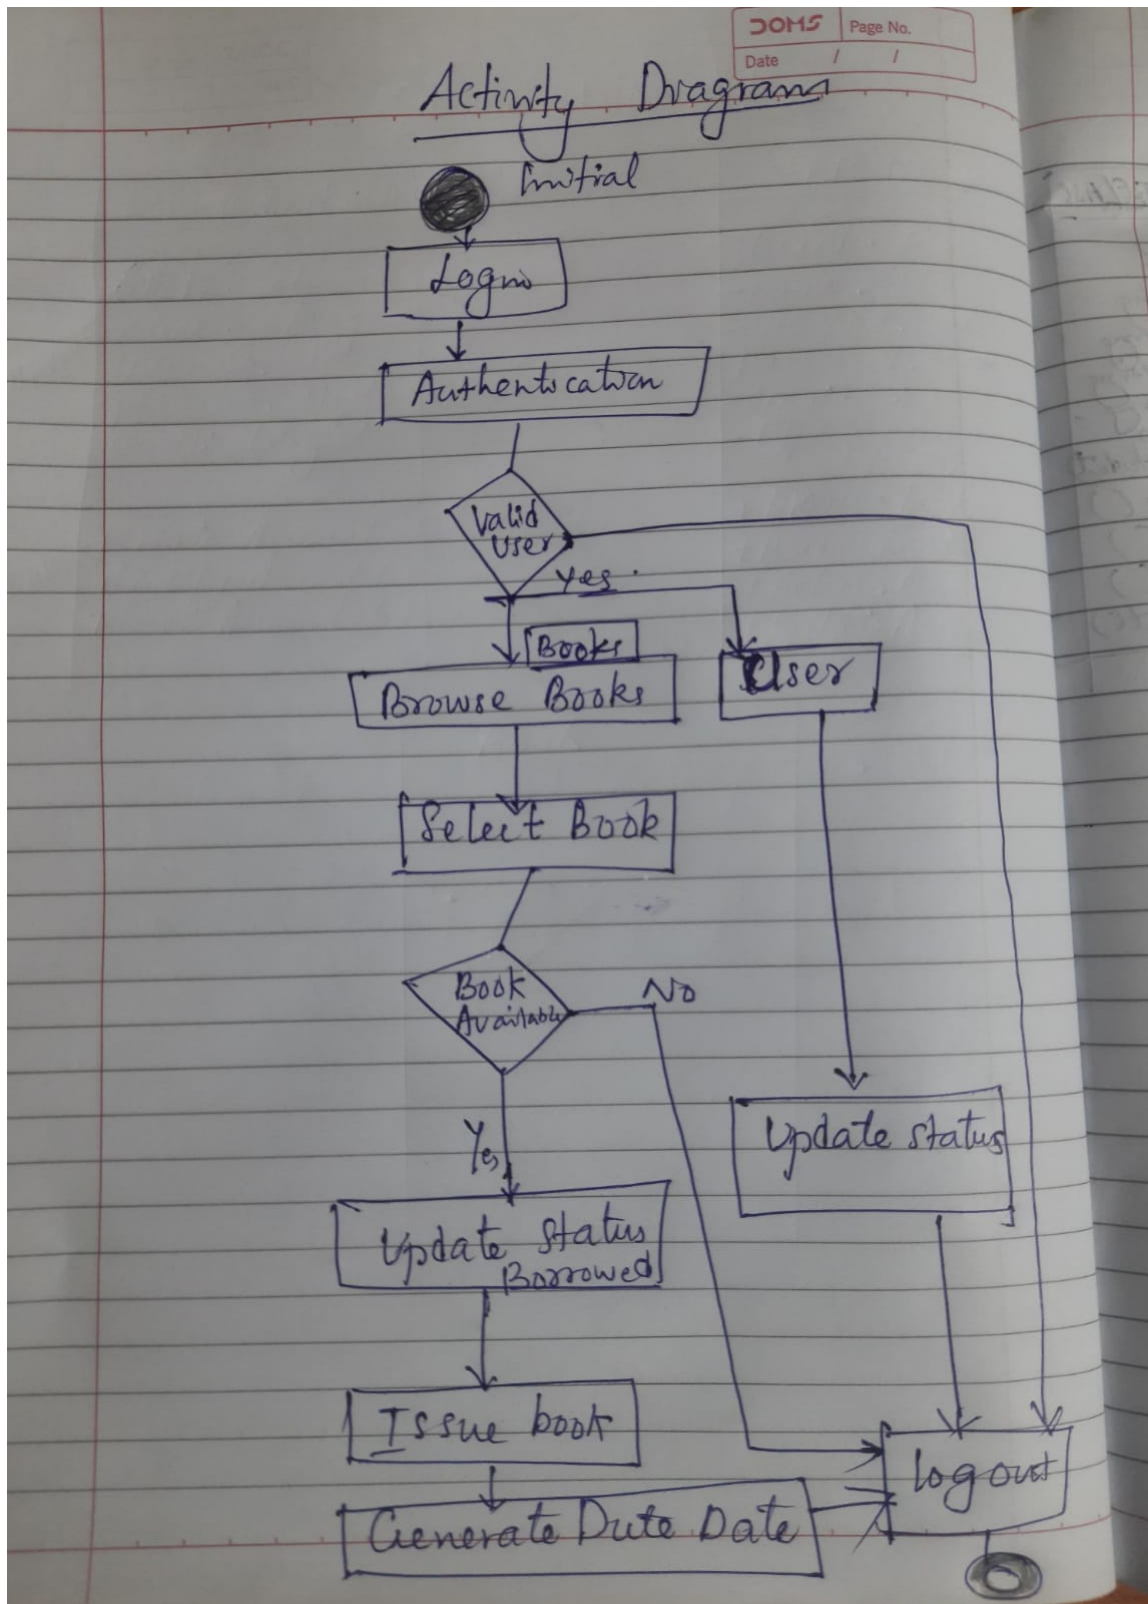 DOMS Page No.
Date / /
Activity Diagram
Initial
Login
Authentication
Valid
User
Yes
Books
Browse Books
User
Select Book
Book
Available
No
Update status
Yes
Update status
Borrowed
Issue book
logout
Generate Dute Date